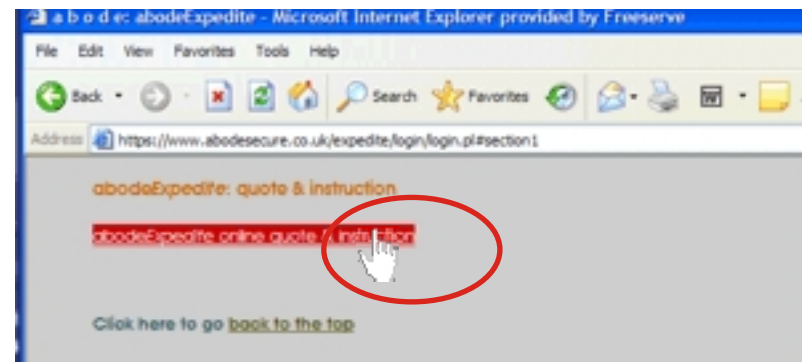 a b o d e: abodeExpedite - Microsoft Internet Explorer provided by Freeserve
File Edit View Favorites Tools Help
Back Search Favorites
Address https://www.abodesecure.co.uk/expedite/login/login.pl#section1
abodeExpedite: quote & instruction
abodeExpedite online quote & instruction
Click here to go back to the top